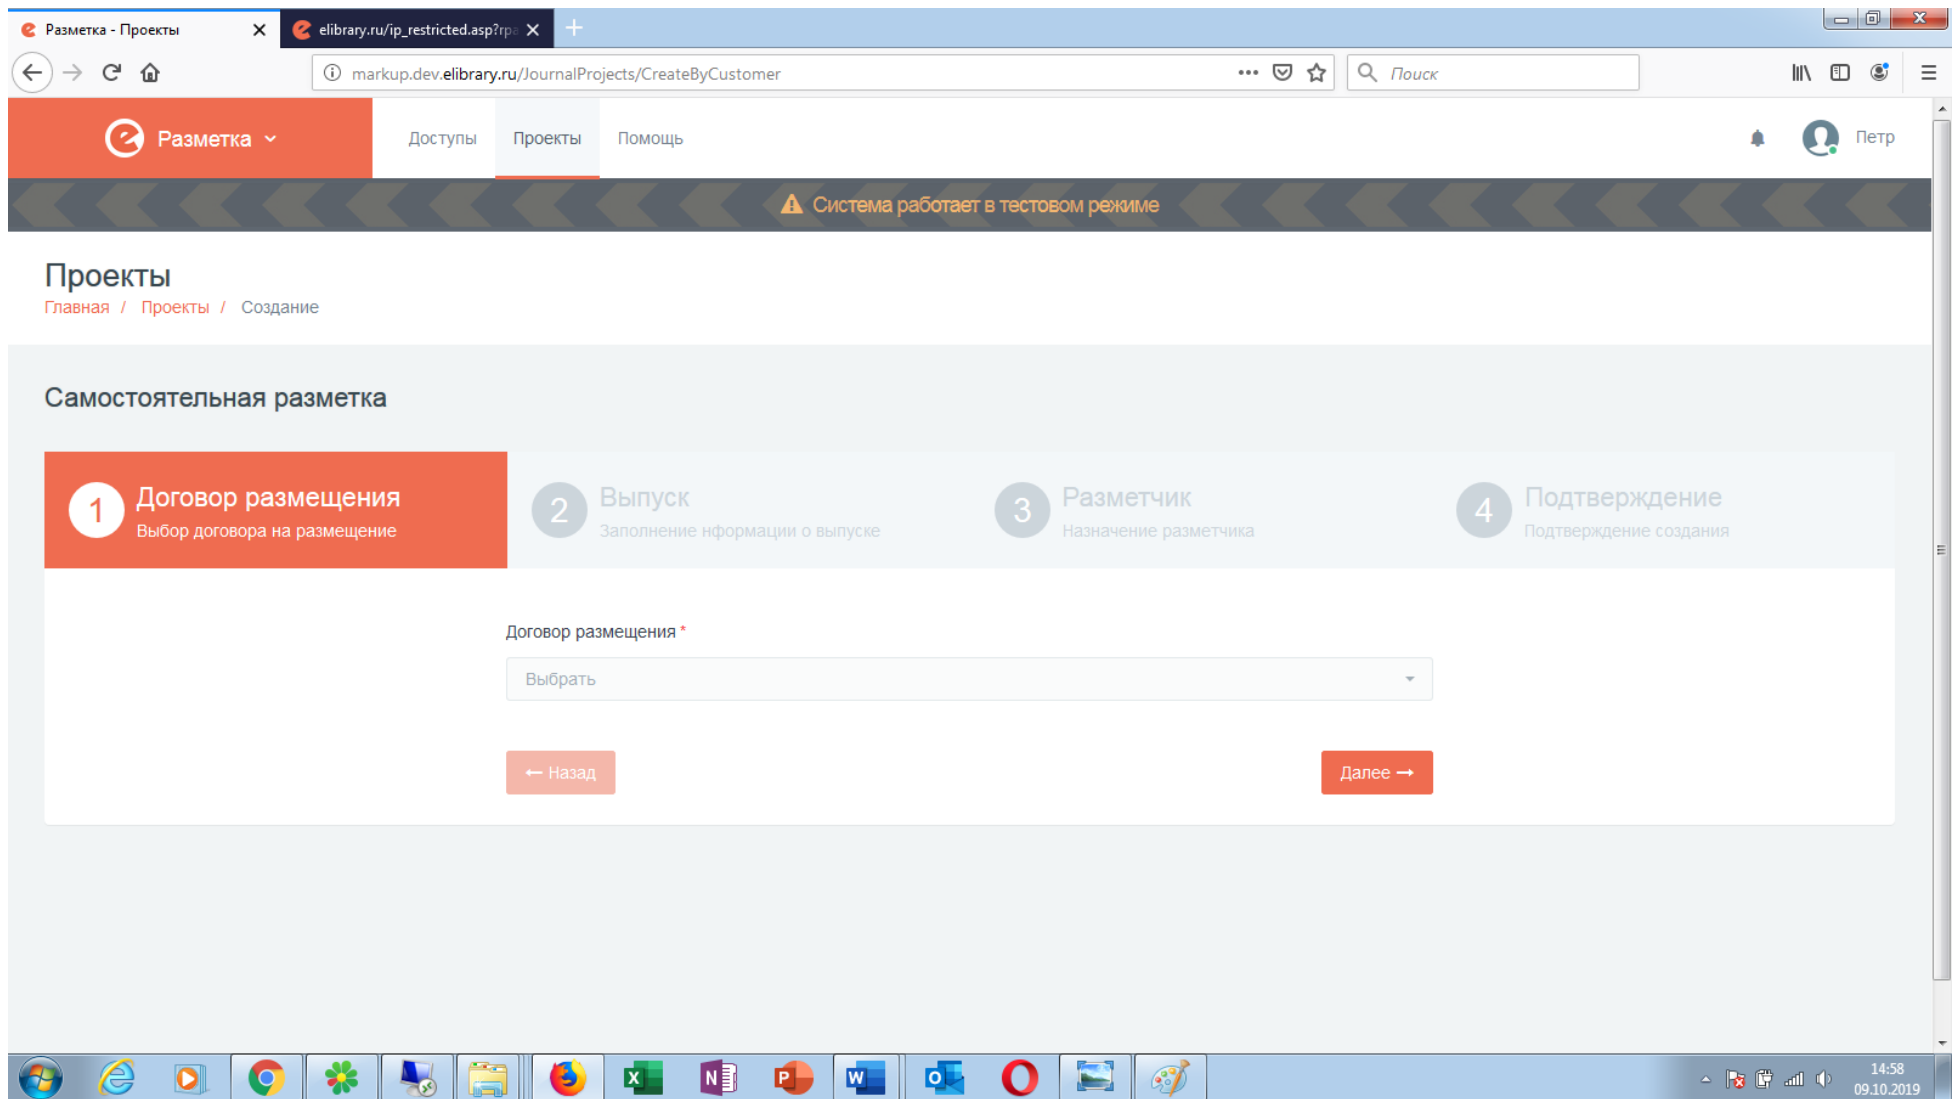 Разметка - Проекты
elibrary.ru/ip_restricted.asp?rpa
markup.dev.elibrary.ru/JournalProjects/CreateByCustomer
Поиск
Разметка
Доступы
Проекты
Помощь
Петр
Система работает в тестовом режиме
Проекты
Главная / Проекты / Создание
Самостоятельная разметка
1
Договор размещения
Выбор договора на размещение
2
Выпуск
Заполнение нформации о выпуске
3
Разметчик
Назначение разметчика
4
Подтверждение
Подтверждение создания
Договор размещения *
Выбрать
← Назад
Далее →
14:58
09.10.2019